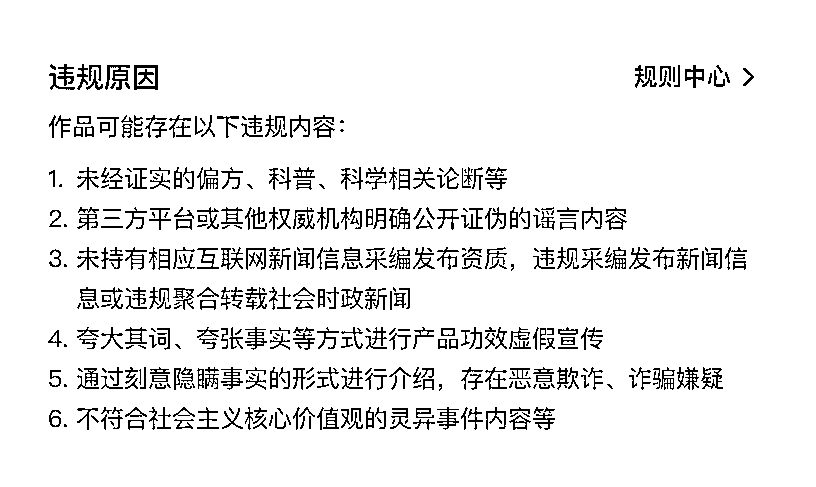 违规原因
规则中心 >
作品可能存在以下违规内容：
1. 未经证实的偏方、科普、科学相关论断等
2. 第三方平台或其他权威机构明确公开证伪的谣言内容
3. 未持有相应互联网新闻信息采编发布资质，违规采编发布新闻信
息或违规聚合转载社会时政新闻
4. 夸大其词、夸张事实等方式进行产品功效虚假宣传
5. 通过刻意隐瞒事实的形式进行介绍，存在恶意欺诈、诈骗嫌疑
6. 不符合社会主义核心价值观的灵异事件内容等